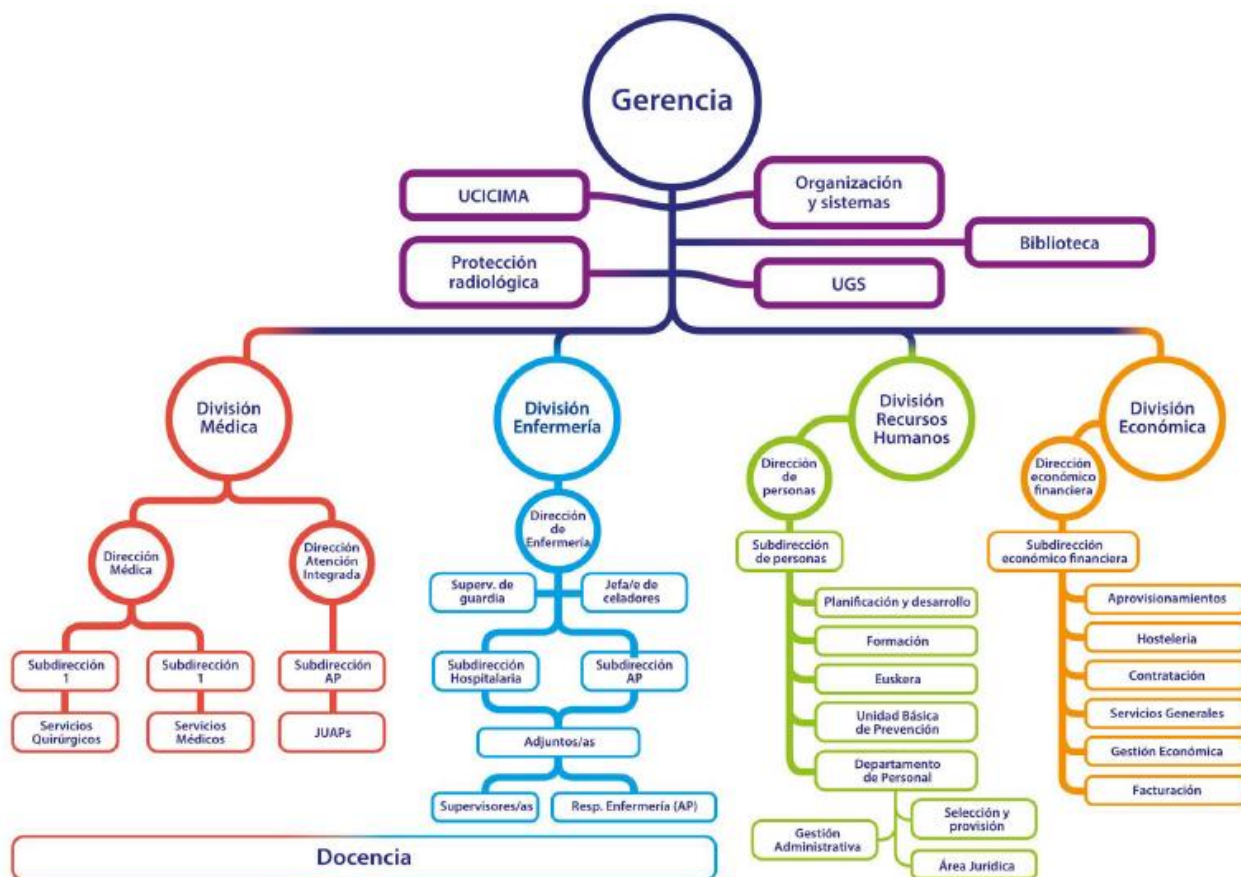 Gerencia
UCICIMA
Organización
y sistemas
Biblioteca
Protección
radiológica
UGS
División
Médica
División
Enfermería
División
Recursos
Humanos
División
Económica
Dirección
Médica
Dirección
Atención
Integrada
Subdirección
1
Subdirección
1
Subdirección
AP
Servicios
Quirúrgicos
Servicios
Médicos
JUAPs
Dirección
de
Enfermería
Superv. de
guardia
Jefa/e de
celadores
Subdirección
Hospitalaria
Subdirección
AP
Adjuntos/as
Supervisores/as
Resp. Enfermería (AP)
Docencia
Dirección
de
personas
Subdirección
de personas
Planificación y desarrollo
Formación
Euskera
Unidad Básica
de Prevención
Departamento
de Personal
Selección y
provisión
Gestión
Administrativa
Área Jurídica
Dirección
económico
financiera
Subdirección
económico financiera
Aprovisionamientos
Hosteleria
Contratación
Servicios Generales
Gestión Económica
Facturación